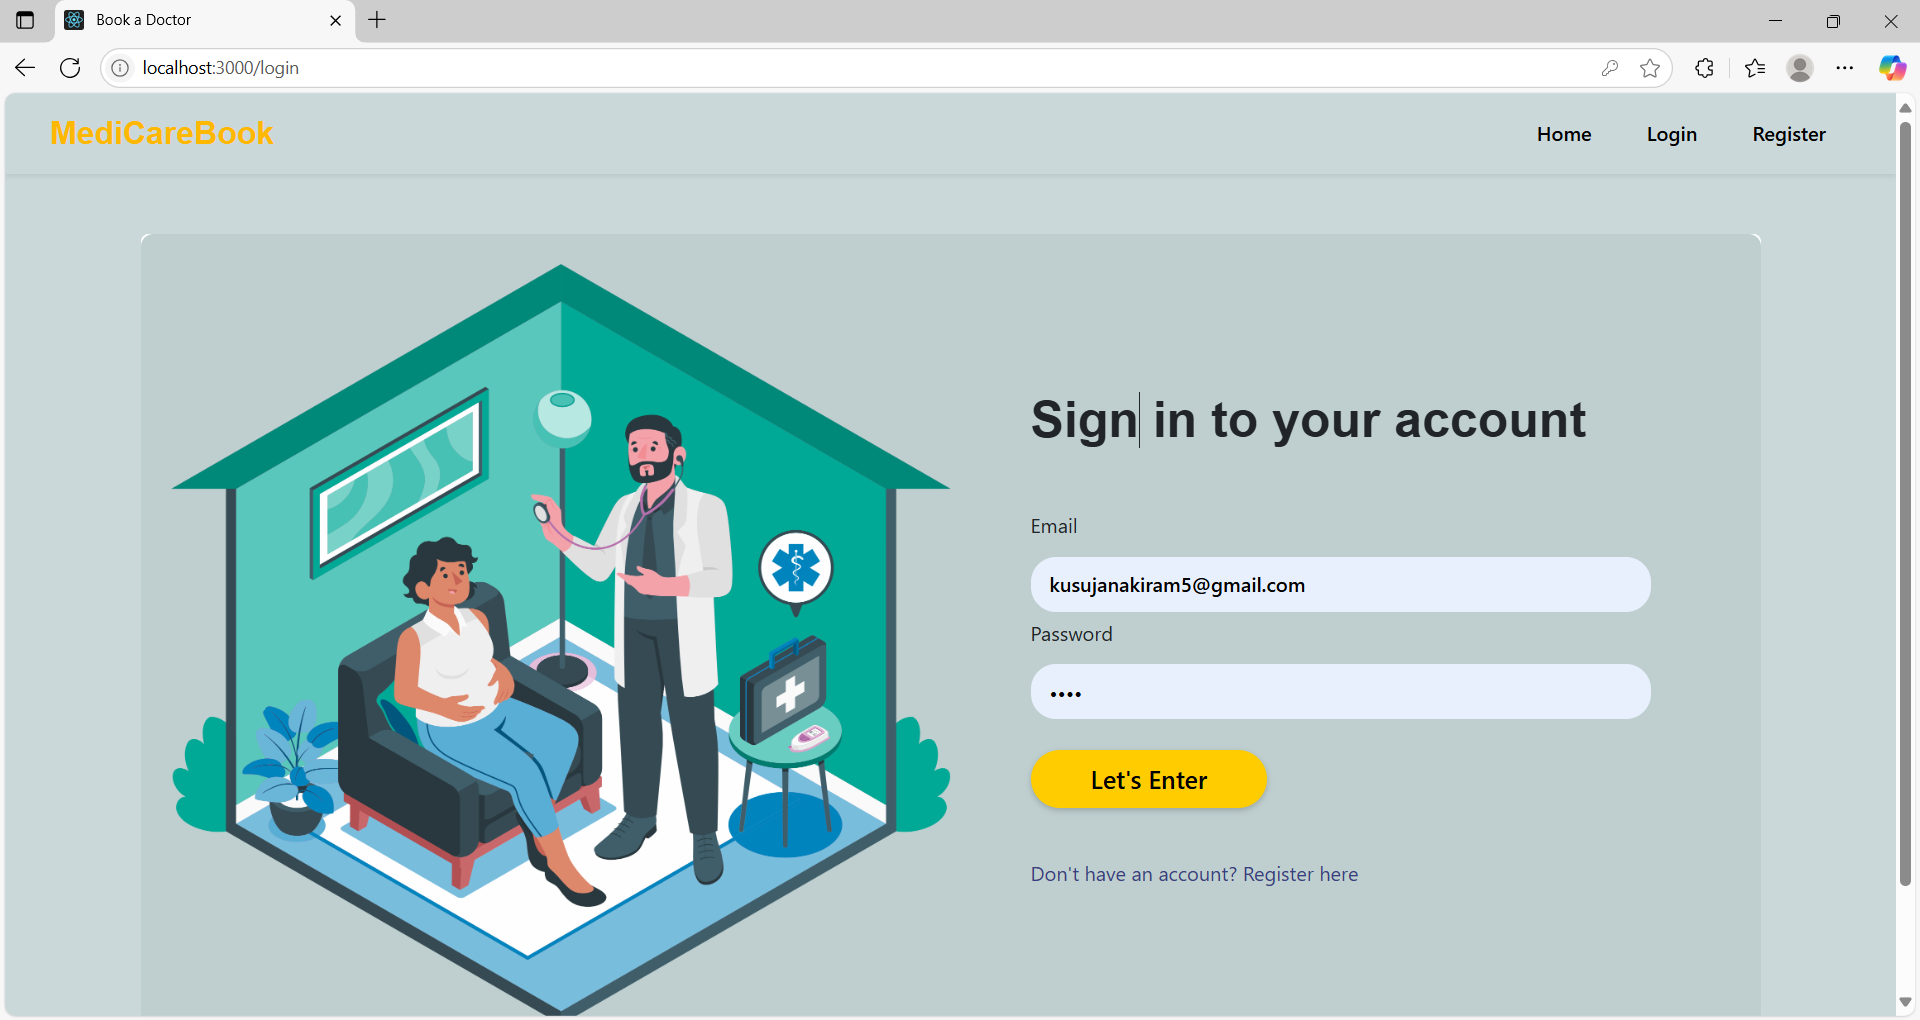 Book a Doctor
localhost:3000/login
MediCareBook
Home Login Register
Sign in to your account
Email
kusujanakiram5@gmail.com
Password
••••
Let's Enter
Don't have an account? Register here